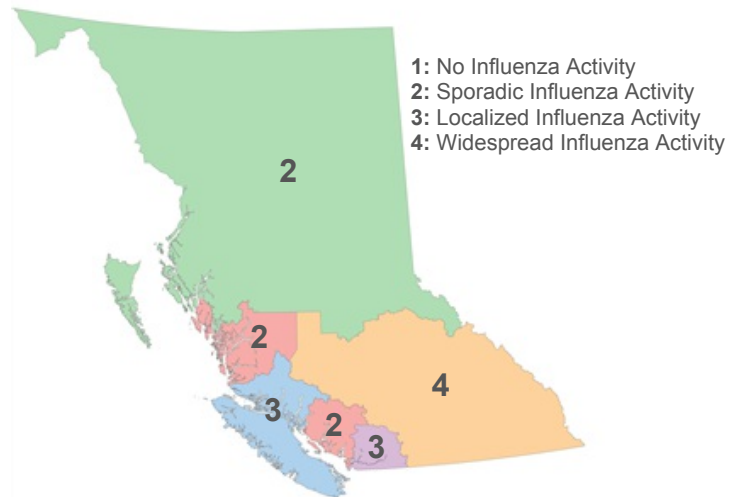 1: No Influenza Activity
2: Sporadic Influenza Activity
3: Localized Influenza Activity
4: Widespread Influenza Activity
2
2
4
3
2
3